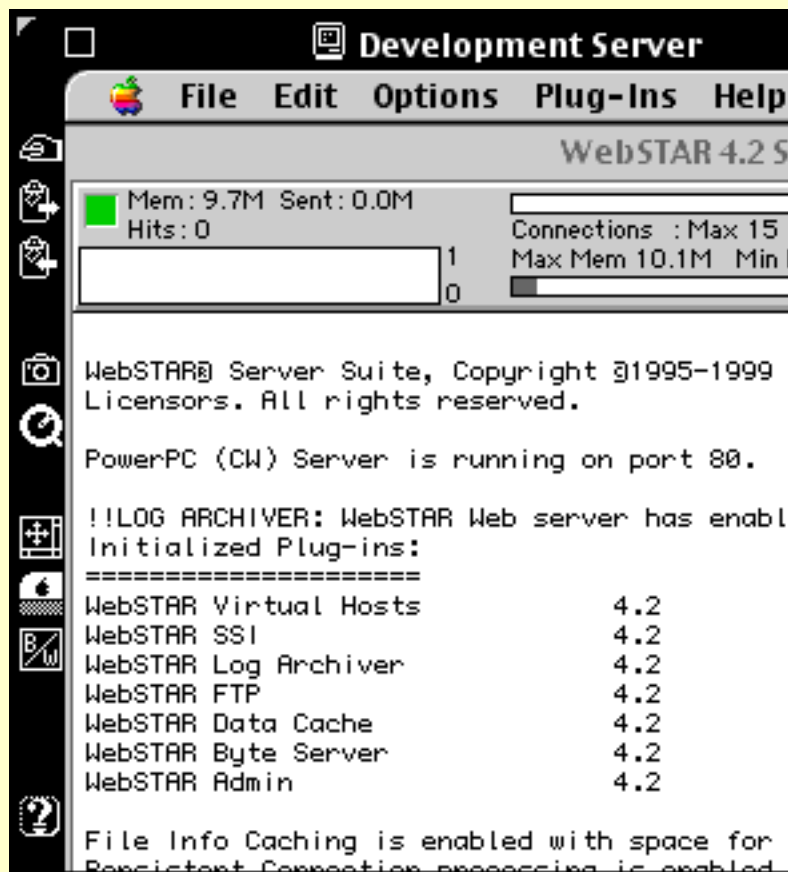 Development Server
File Edit Options Plug-Ins Help
WebSTAR 4.2 S
Mem: 9.7M Sent: 0.0M
Hits: 0
Connections : Max 15
1
Max Mem 10.1M Min
0
WebSTAR® Server Suite, Copyright ©1995-1999
Licensors. All rights reserved.
PowerPC (CW) Server is running on port 80.
!!LOG ARCHIVER: WebSTAR Web server has enabl
Initialized Plug-ins:
=====================
WebSTAR Virtual Hosts 4.2
WebSTAR SSI 4.2
WebSTAR Log Archiver 4.2
WebSTAR FTP 4.2
WebSTAR Data Cache 4.2
WebSTAR Byte Server 4.2
WebSTAR Admin 4.2
B/W
?
File Info Caching is enabled with space for
Persistent Connection processing is enabled